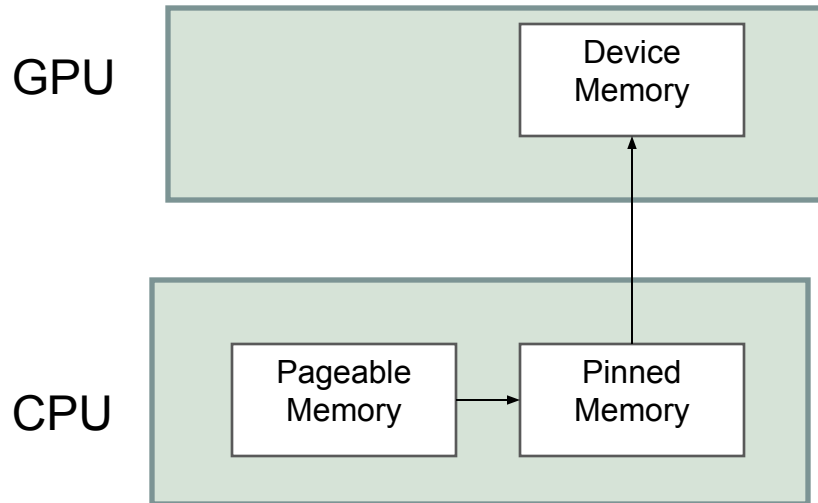 GPU
Device
Memory
CPU
Pageable
Memory
Pinned
Memory